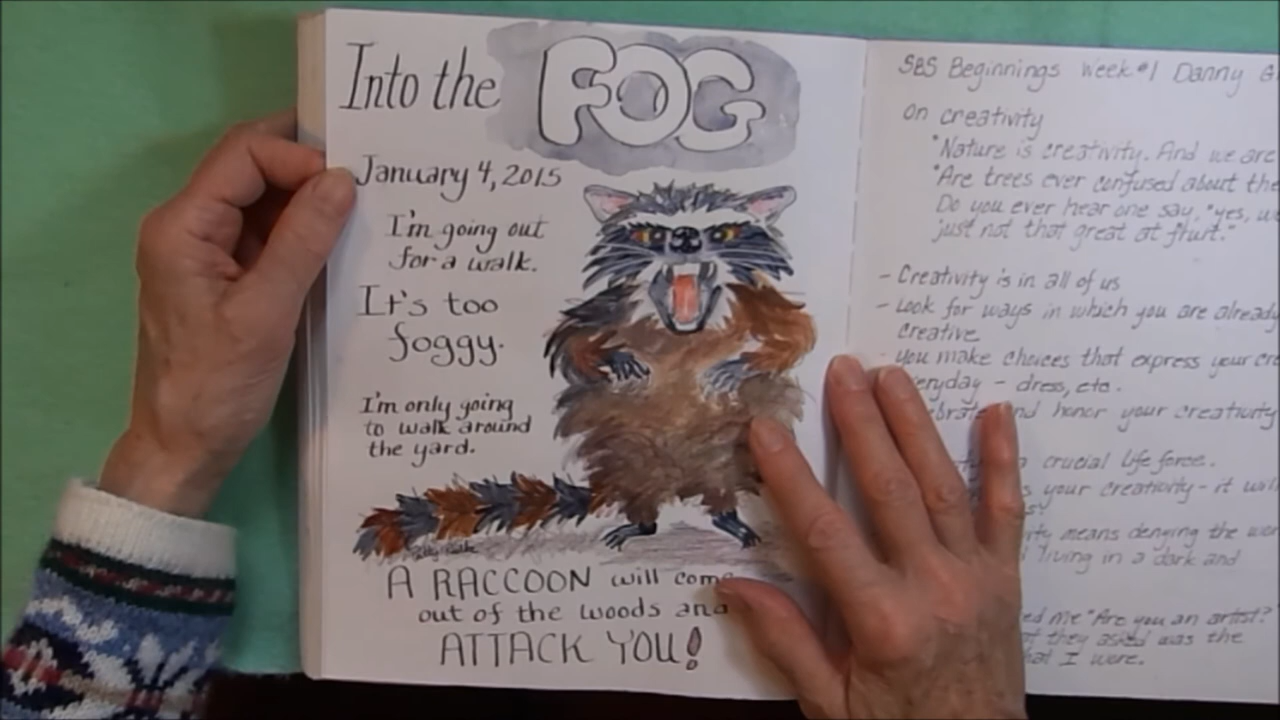 Into the FOG
January 4, 2015
I'm going out
for a walk.
It's too
foggy.
I'm only going
to walk around
the yard.
A RACCOON will come
out of the woods and
ATTACK YOU!
SBS Beginnings Week #1 Danny G
on creativity
"Nature is creativity. And we are
"Are trees ever confused about the
Do you ever hear one say, "yes, w
just not that great at fruit."
- Creativity is in all of us
- Look for ways in which you are already
creative
- you make choices that express your cre
everyday - dress, etc.
and honor your creativity
crucial life force.
s your creativity - it will
means denying the wor
living in a dark and
ed me "Are you an artist?
they asked was the
hat I were.